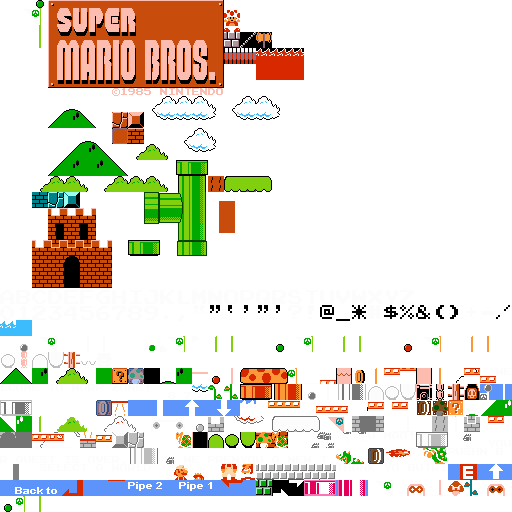 SUPER
MARIO BROS.
©1985 NINTENDO
”‘’”’ @_* $%&() /
E
Pipe 2 Pipe 1
Back to